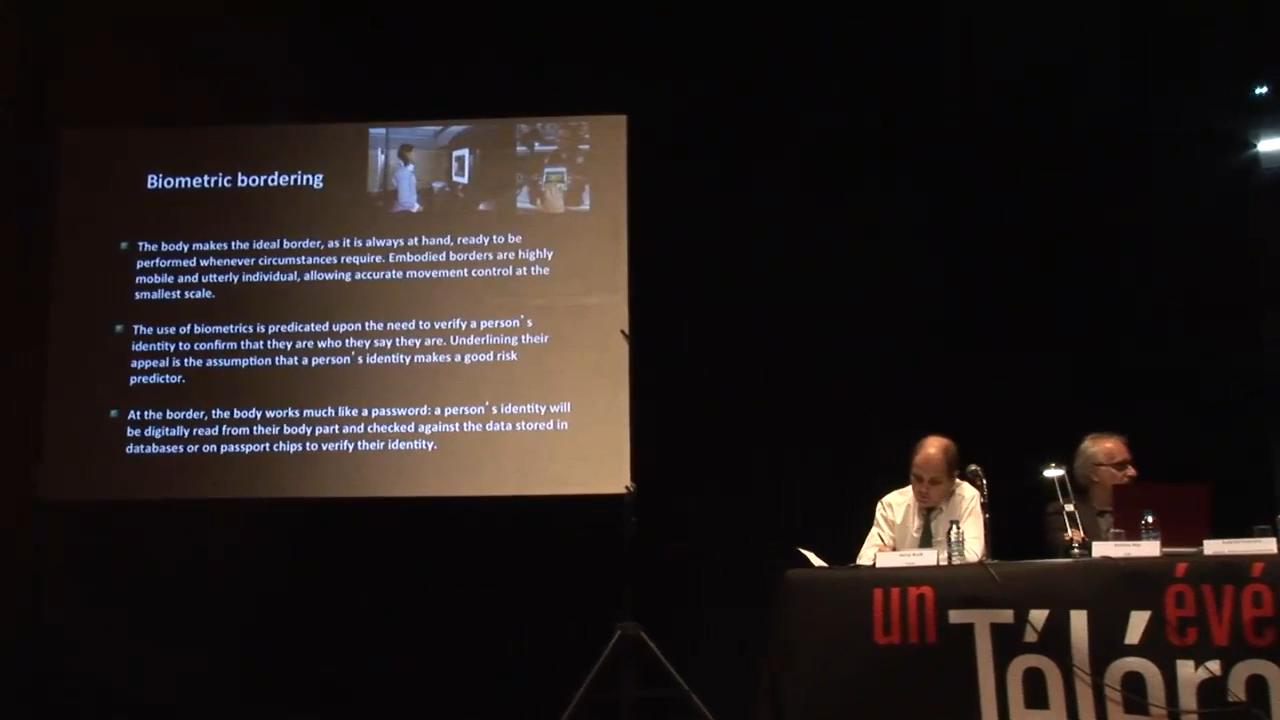 Biometric bordering
The body makes the ideal border, as it is always at hand, ready to be
performed whenever circumstances require. Embodied borders are highly
mobile and utterly individual, allowing accurate movement control at the
smallest scale.
The use of biometrics is predicated upon the need to verify a person's
identity to confirm that they are who they say they are. Underlining their
appeal is the assumption that a person's identity makes a good risk
predictor.
At the border, the body works much like a password: a person's identity will
be digitally read from their body part and checked against the data stored in
databases or on passport chips to verify their identity.
un
évé
Téléra